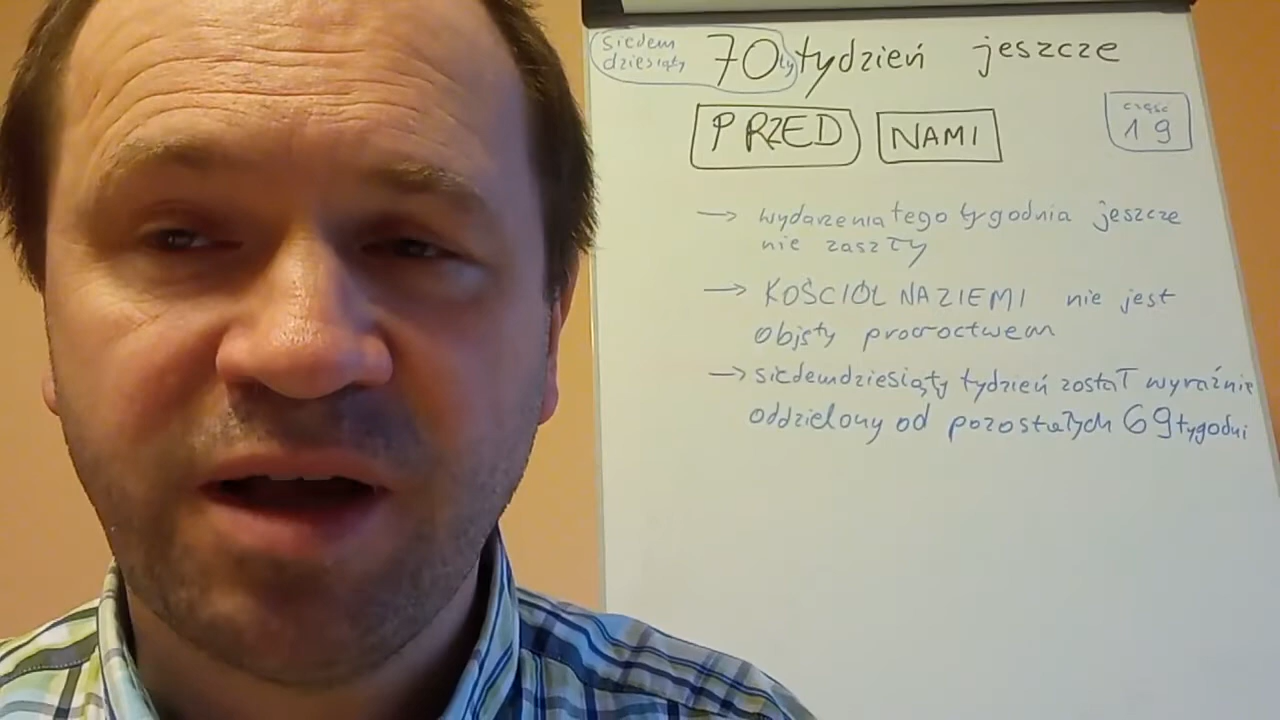 siedem
dziesiąty
70ty tydzień jeszcze
PRZED NAMI
część
19
→ wydarzenia tego tygodnia jeszcze
nie zaszły
→ KOŚCIÓŁ NA ZIEMI nie jest
objęty proroctwem
→ siedemdziesiąty tydzień został wyraźnie
oddzielony od pozostałych 69 tygodni